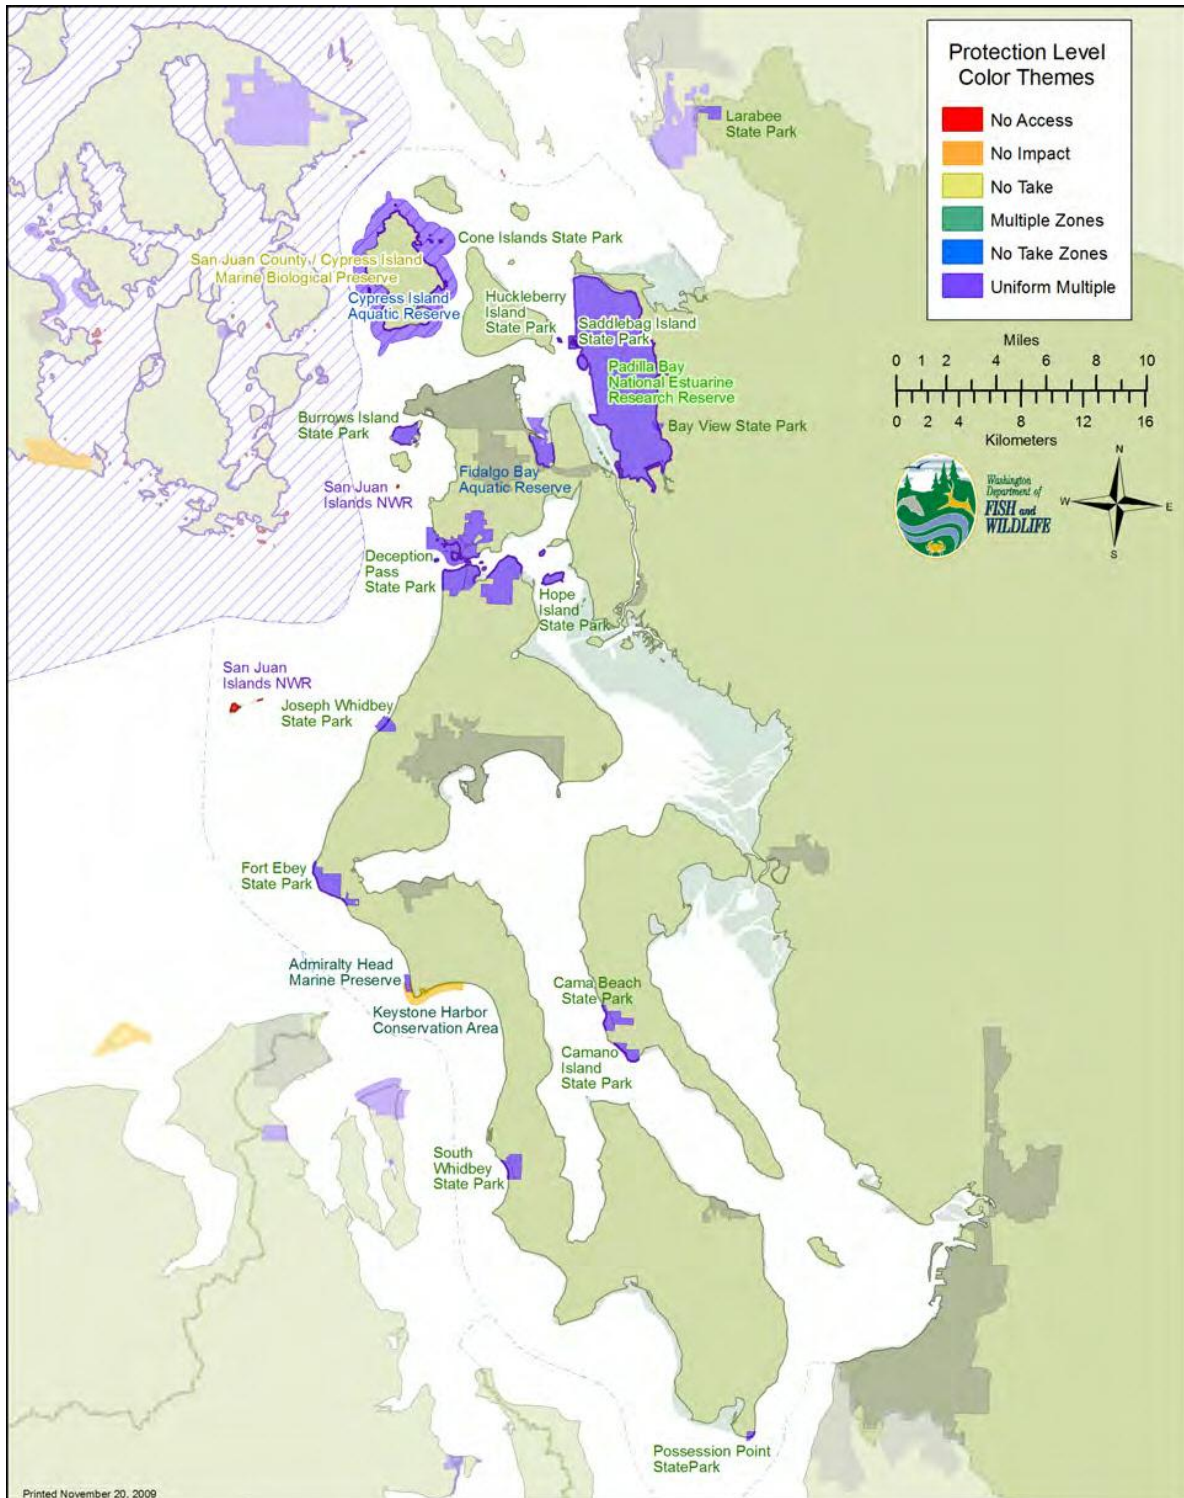 Protection Level
Color Themes
No Access
No Impact
No Take
Multiple Zones
No Take Zones
Uniform Multiple
Miles
0 1 2 4 6 8 10
0 2 4 8 12 16
Kilometers
Washington
Department of
FISH and
WILDLIFE
N
W
E
S
Larabee
State Park
Cone Islands State Park
San Juan County / Cypress Island
Marine Biological Preserve
Cypress Island
Aquatic Reserve
Huckleberry
Island
State Park
Saddlebag Island
State Park
Padilla Bay
National Estuarine
Research Reserve
Bay View State Park
Burrows Island
State Park
Fidalgo Bay
Aquatic Reserve
San Juan
Islands NWR
Deception
Pass
State Park
Hope
Island
State Park
San Juan
Islands NWR
Joseph Whidbey
State Park
Fort Ebey
State Park
Admiralty Head
Marine Preserve
Keystone Harbor
Conservation Area
Cama Beach
State Park
Camano
Island
State Park
South
Whidbey
State Park
Possession Point
StatePark
Printed November 20, 2009